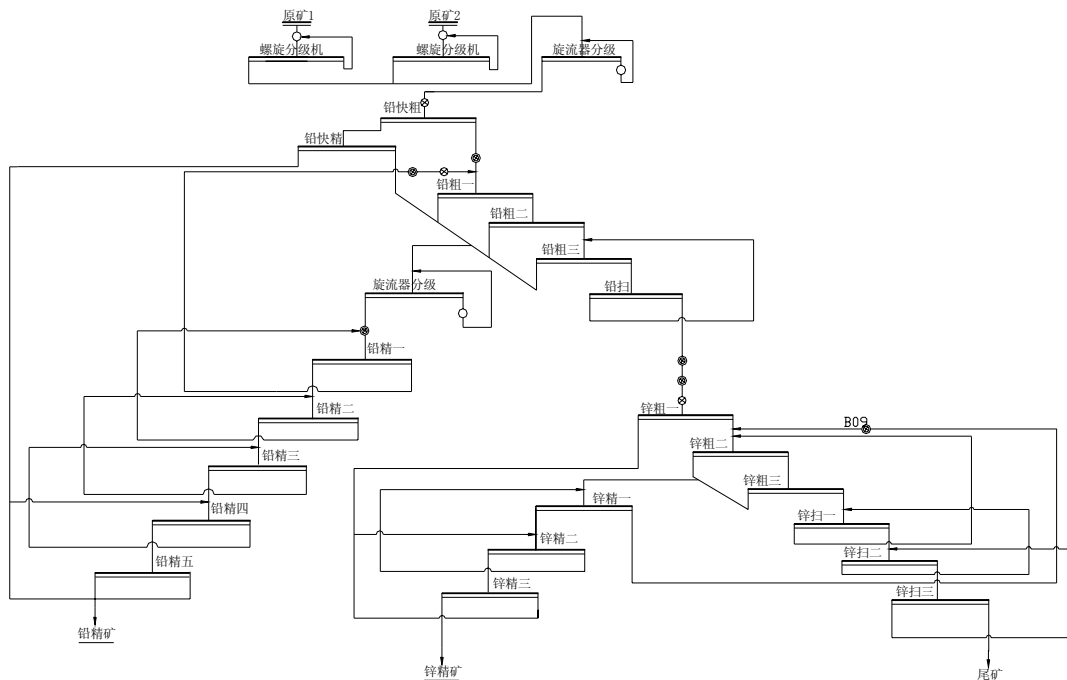 原矿1
原矿2
螺旋分级机
螺旋分级机
旋流器分级
铅快粗
铅快精
铅粗一
铅粗二
铅粗三
旋流器分级
铅扫
铅精一
铅精二
锌粗一
B09
锌粗二
铅精三
锌粗三
锌精一
铅精四
锌扫一
锌精二
锌扫二
铅精五
锌精三
锌扫三
铅精矿
锌精矿
尾矿